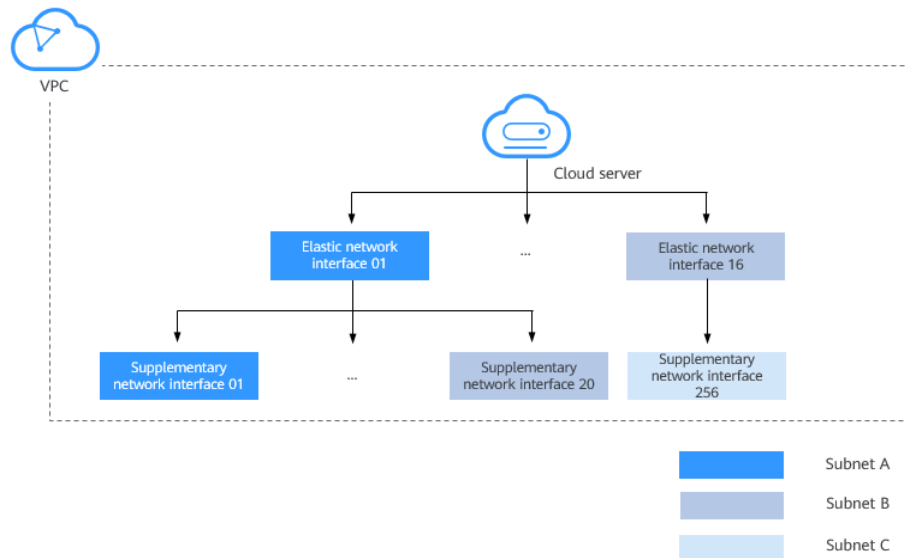 VPC
Cloud server
Elastic network
interface 01
...
Elastic network
interface 16
Supplementary
network interface 01
...
Supplementary
network interface 20
Supplementary
network interface
256
Subnet A
Subnet B
Subnet C